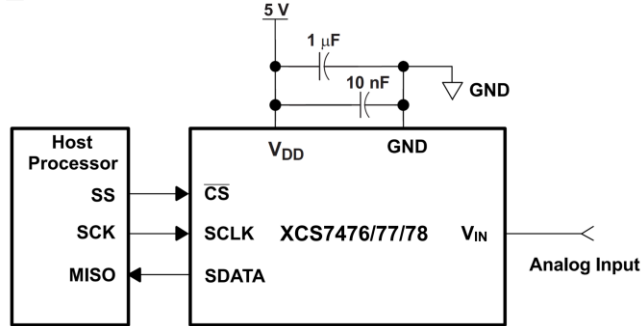 5 V
1 μF
10 nF
GND
Host
Processor
V_DD
GND
SS
CS
SCK
SCLK
XCS7476/77/78
V_IN
MISO
SDATA
Analog Input